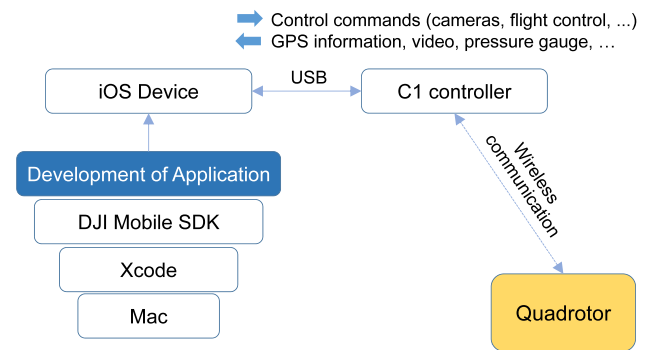 Control commands (cameras, flight control, ...)
GPS information, video, pressure gauge, …
USB
iOS Device
C1 controller
Wireless
communication
Development of Application
DJI Mobile SDK
Xcode
Mac
Quadrotor